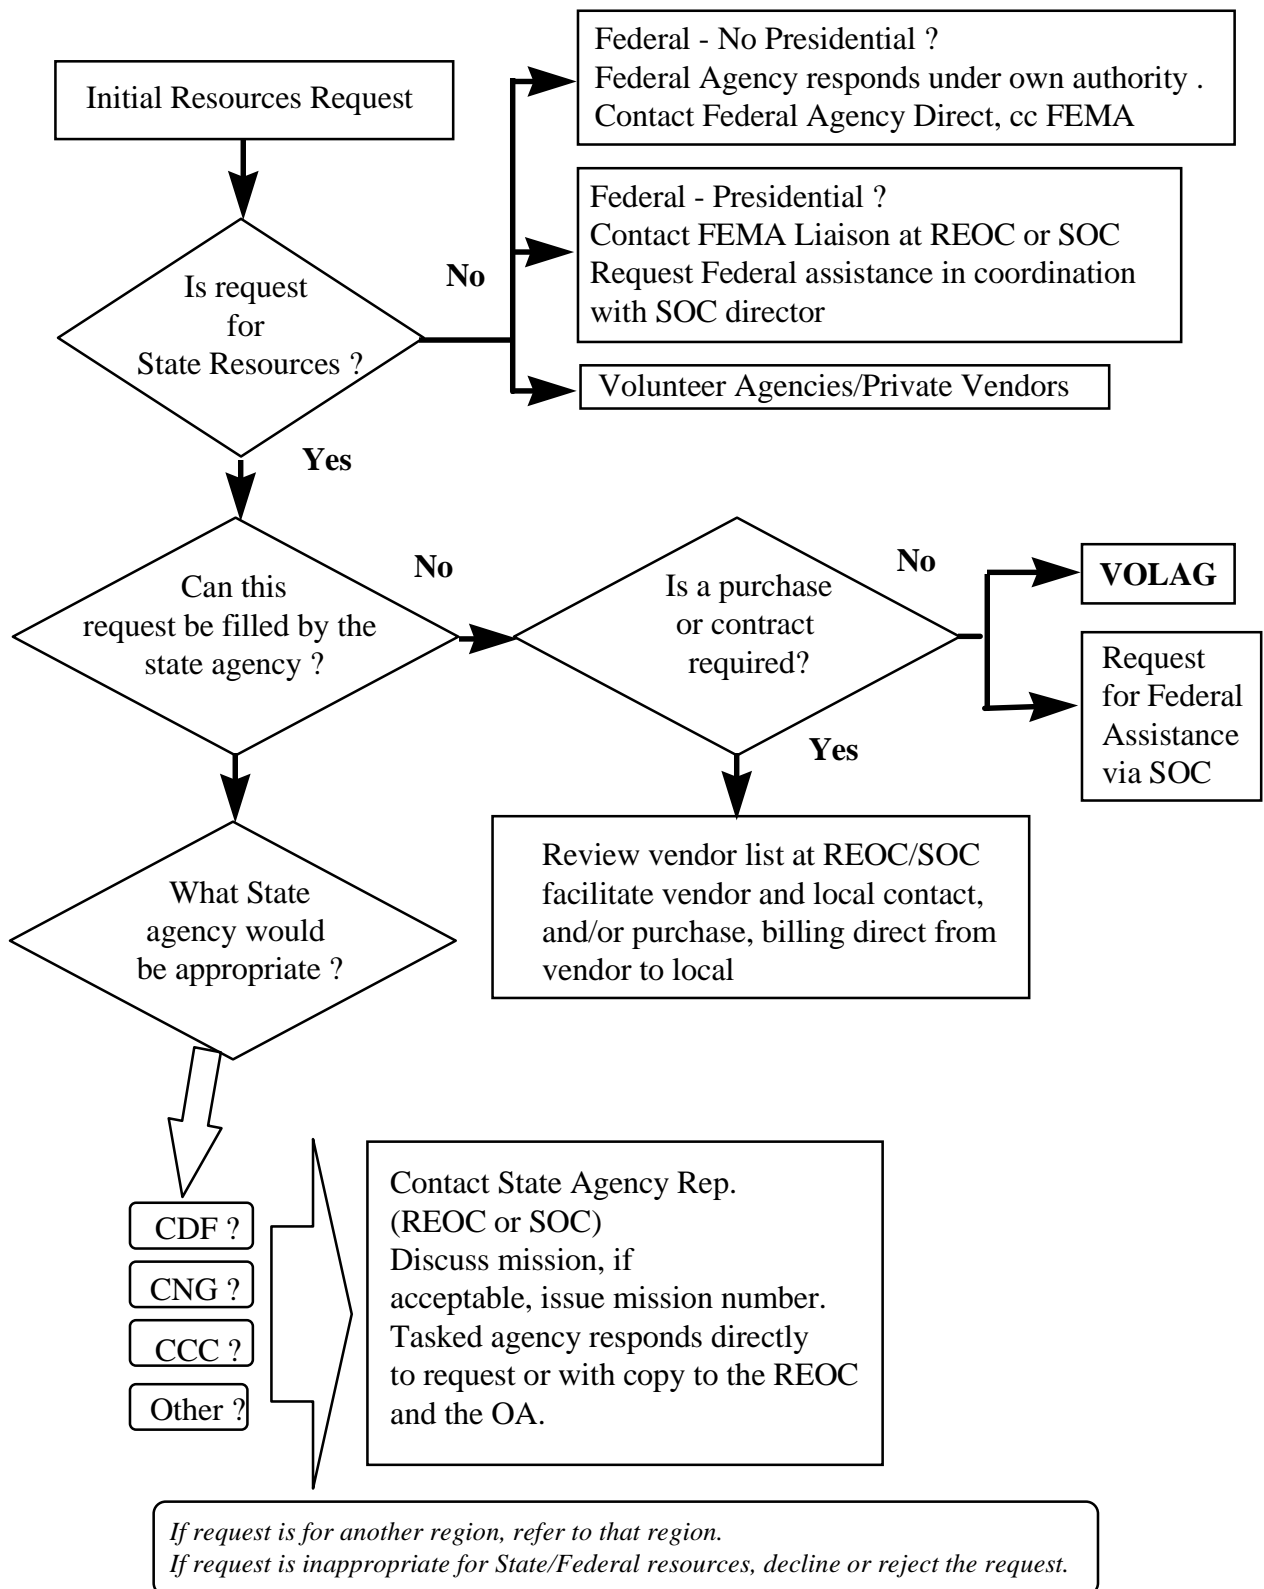 Initial Resources Request
Federal - No Presidential ?
Federal Agency responds under own authority .
Contact Federal Agency Direct, cc FEMA
Federal - Presidential ?
Contact FEMA Liaison at REOC or SOC
Request Federal assistance in coordination
with SOC director
Volunteer Agencies/Private Vendors
No
Is request
for
State Resources ?
Yes
Can this
request be filled by the
state agency ?
No
Is a purchase
or contract
required?
No
VOLAG
Request
for Federal
Assistance
via SOC
Yes
Review vendor list at REOC/SOC
facilitate vendor and local contact,
and/or purchase, billing direct from
vendor to local
What State
agency would
be appropriate ?
CDF ?
CNG ?
CCC ?
Other ?
Contact State Agency Rep.
(REOC or SOC)
Discuss mission, if
acceptable, issue mission number.
Tasked agency responds directly
to request or with copy to the REOC
and the OA.
If request is for another region, refer to that region.
If request is inappropriate for State/Federal resources, decline or reject the request.